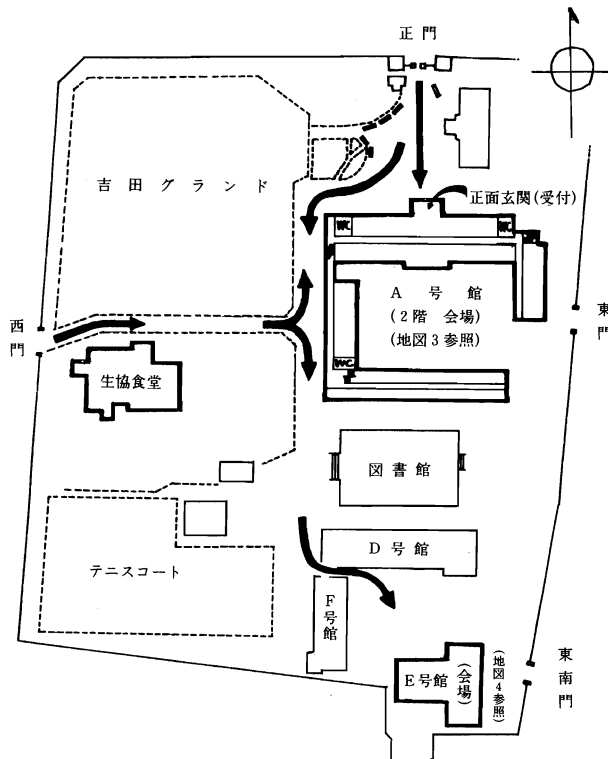 正門
吉田グランド
正面玄関(受付)
WC
WC
A号館
(2階 会場)
(地図3参照)
東門
西門
生協食堂
WC
図書館
D号館
テニスコート
F号館
E号館
(会場)
(地図4参照)
東南門